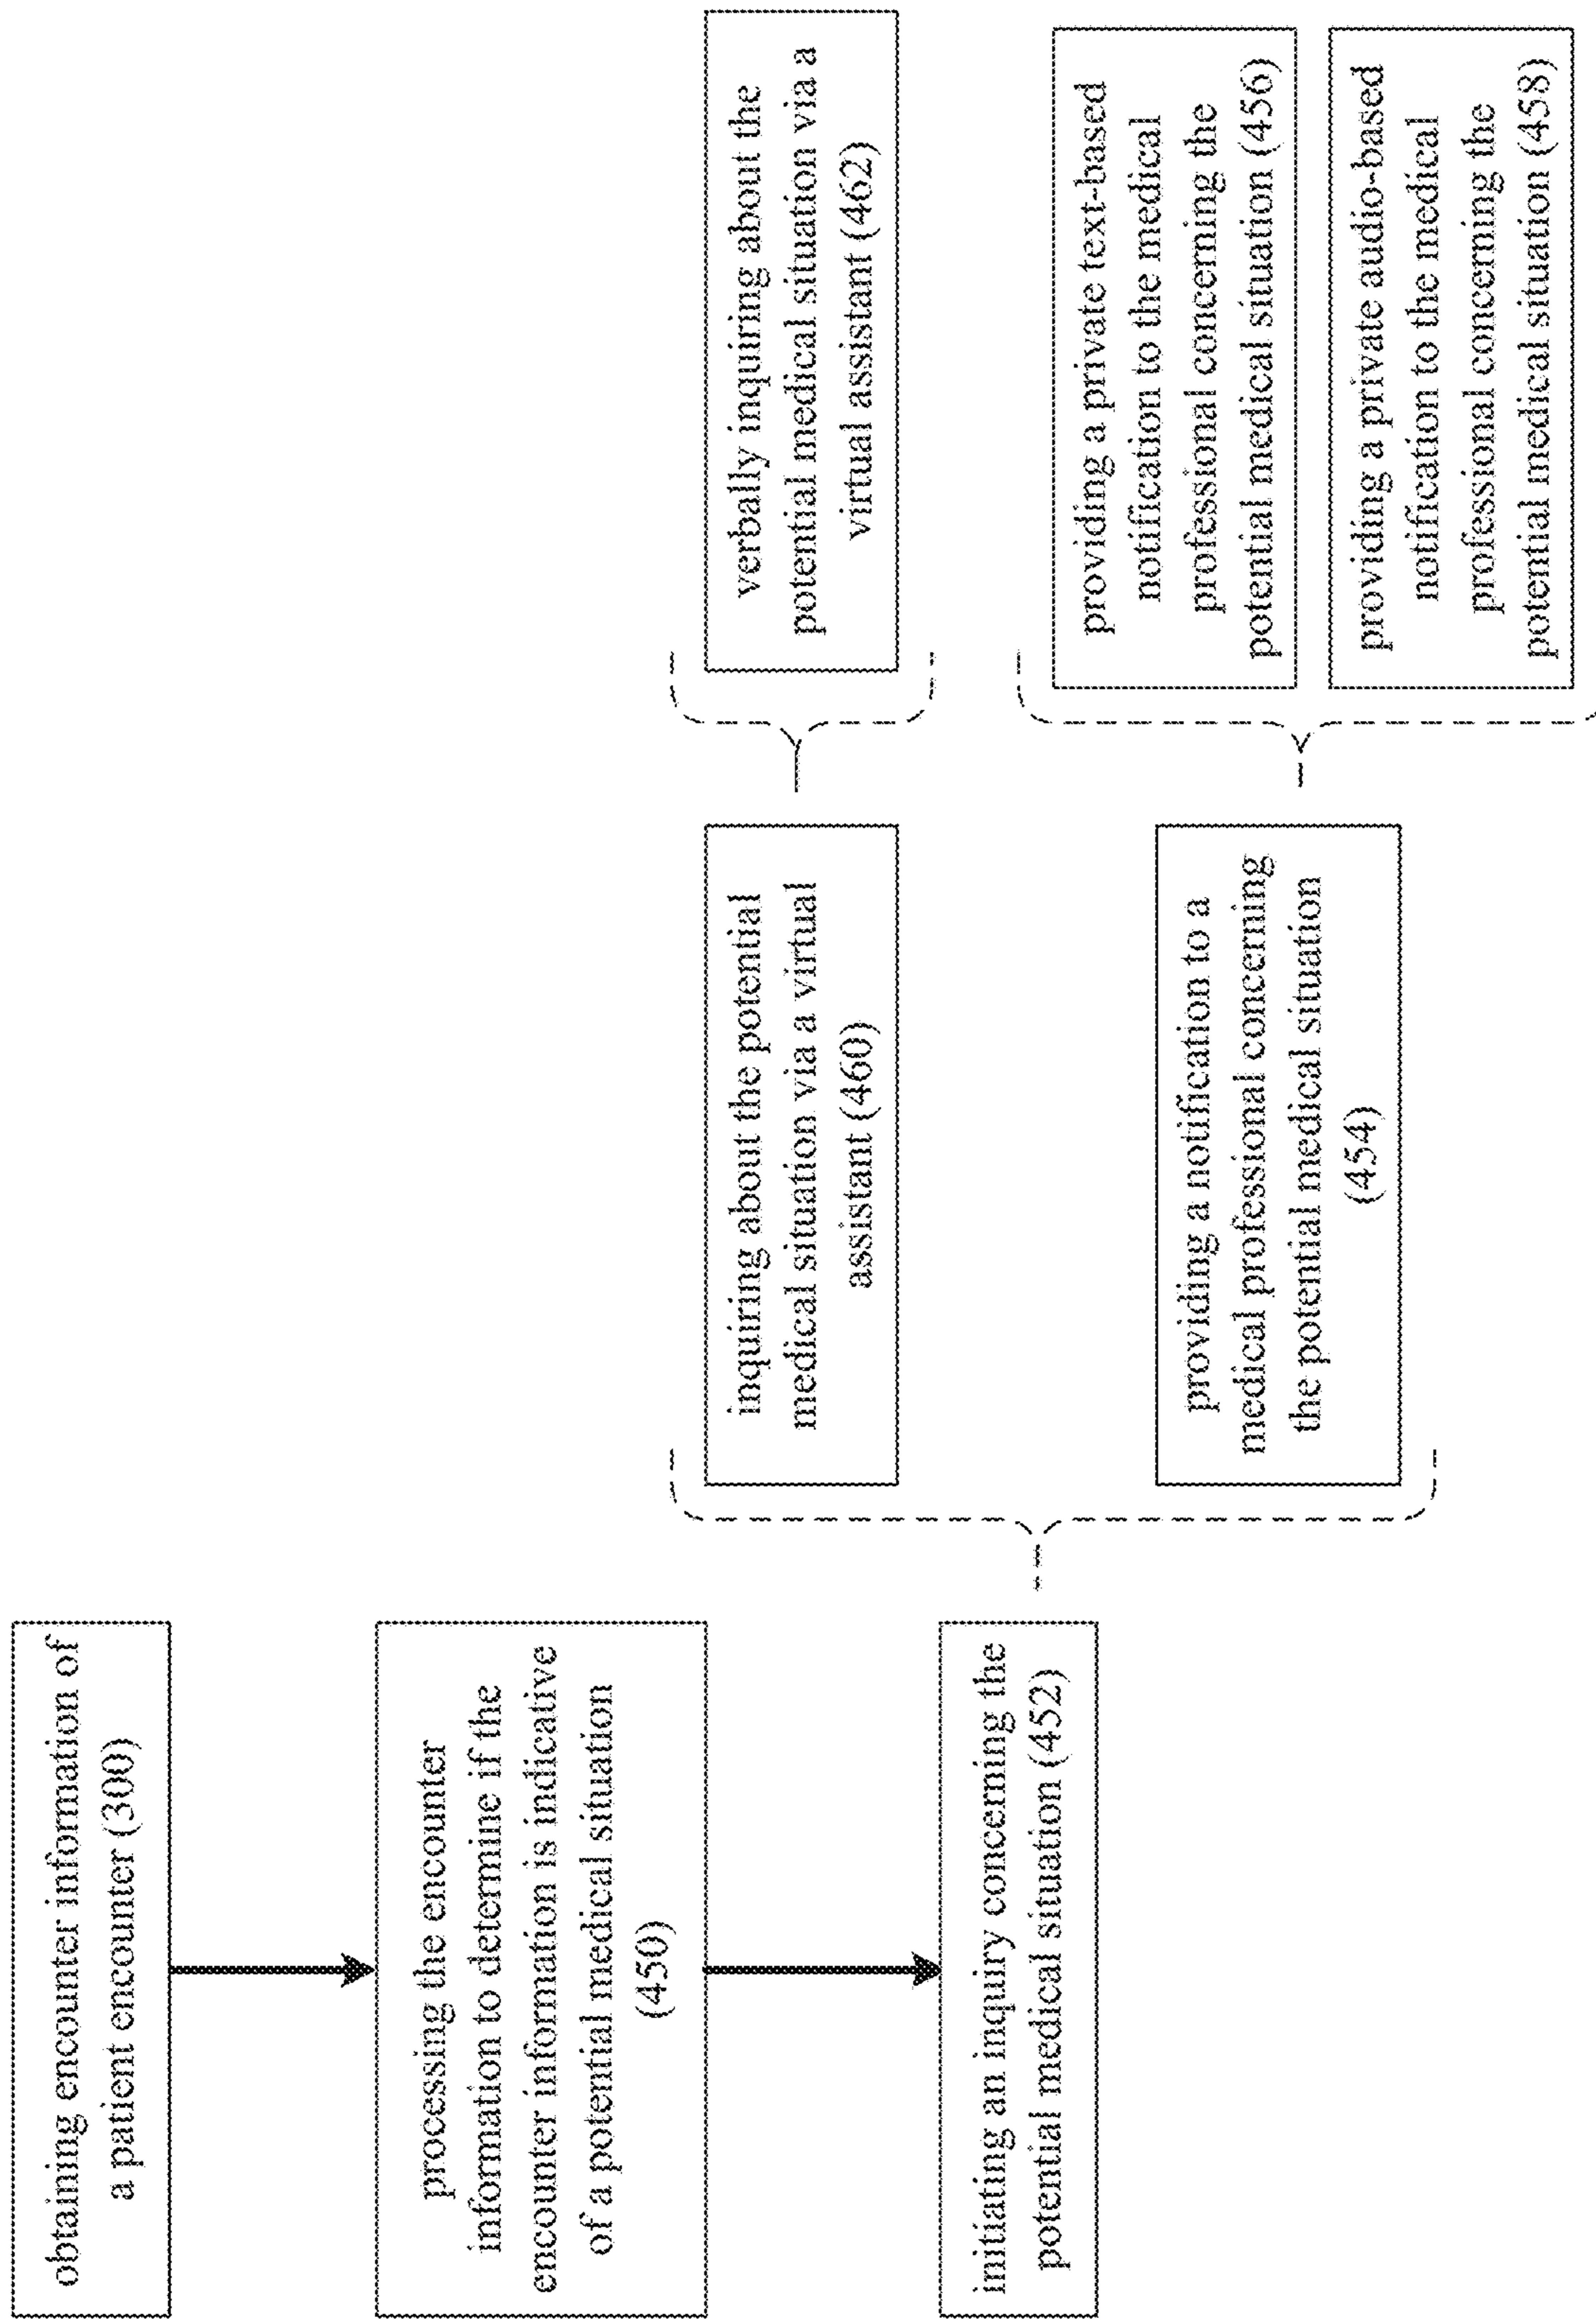 obtaining encounter information of
a patient encounter (300)
processing the encounter
information to determine if the
encounter information is indicative
of a potential medical situation
(450)
initiating an inquiry concerning the
potential medical situation (452)
inquiring about the potential
medical situation via a virtual
assistant (460)
providing a notification to a
medical professional concerning
the potential medical situation
(454)
verbally inquiring about the
potential medical situation via a
virtual assistant (462)
providing a private text-based
notification to the medical
professional concerning the
potential medical situation (456)
providing a private audio-based
notification to the medical
professional concerning the
potential medical situation (458)